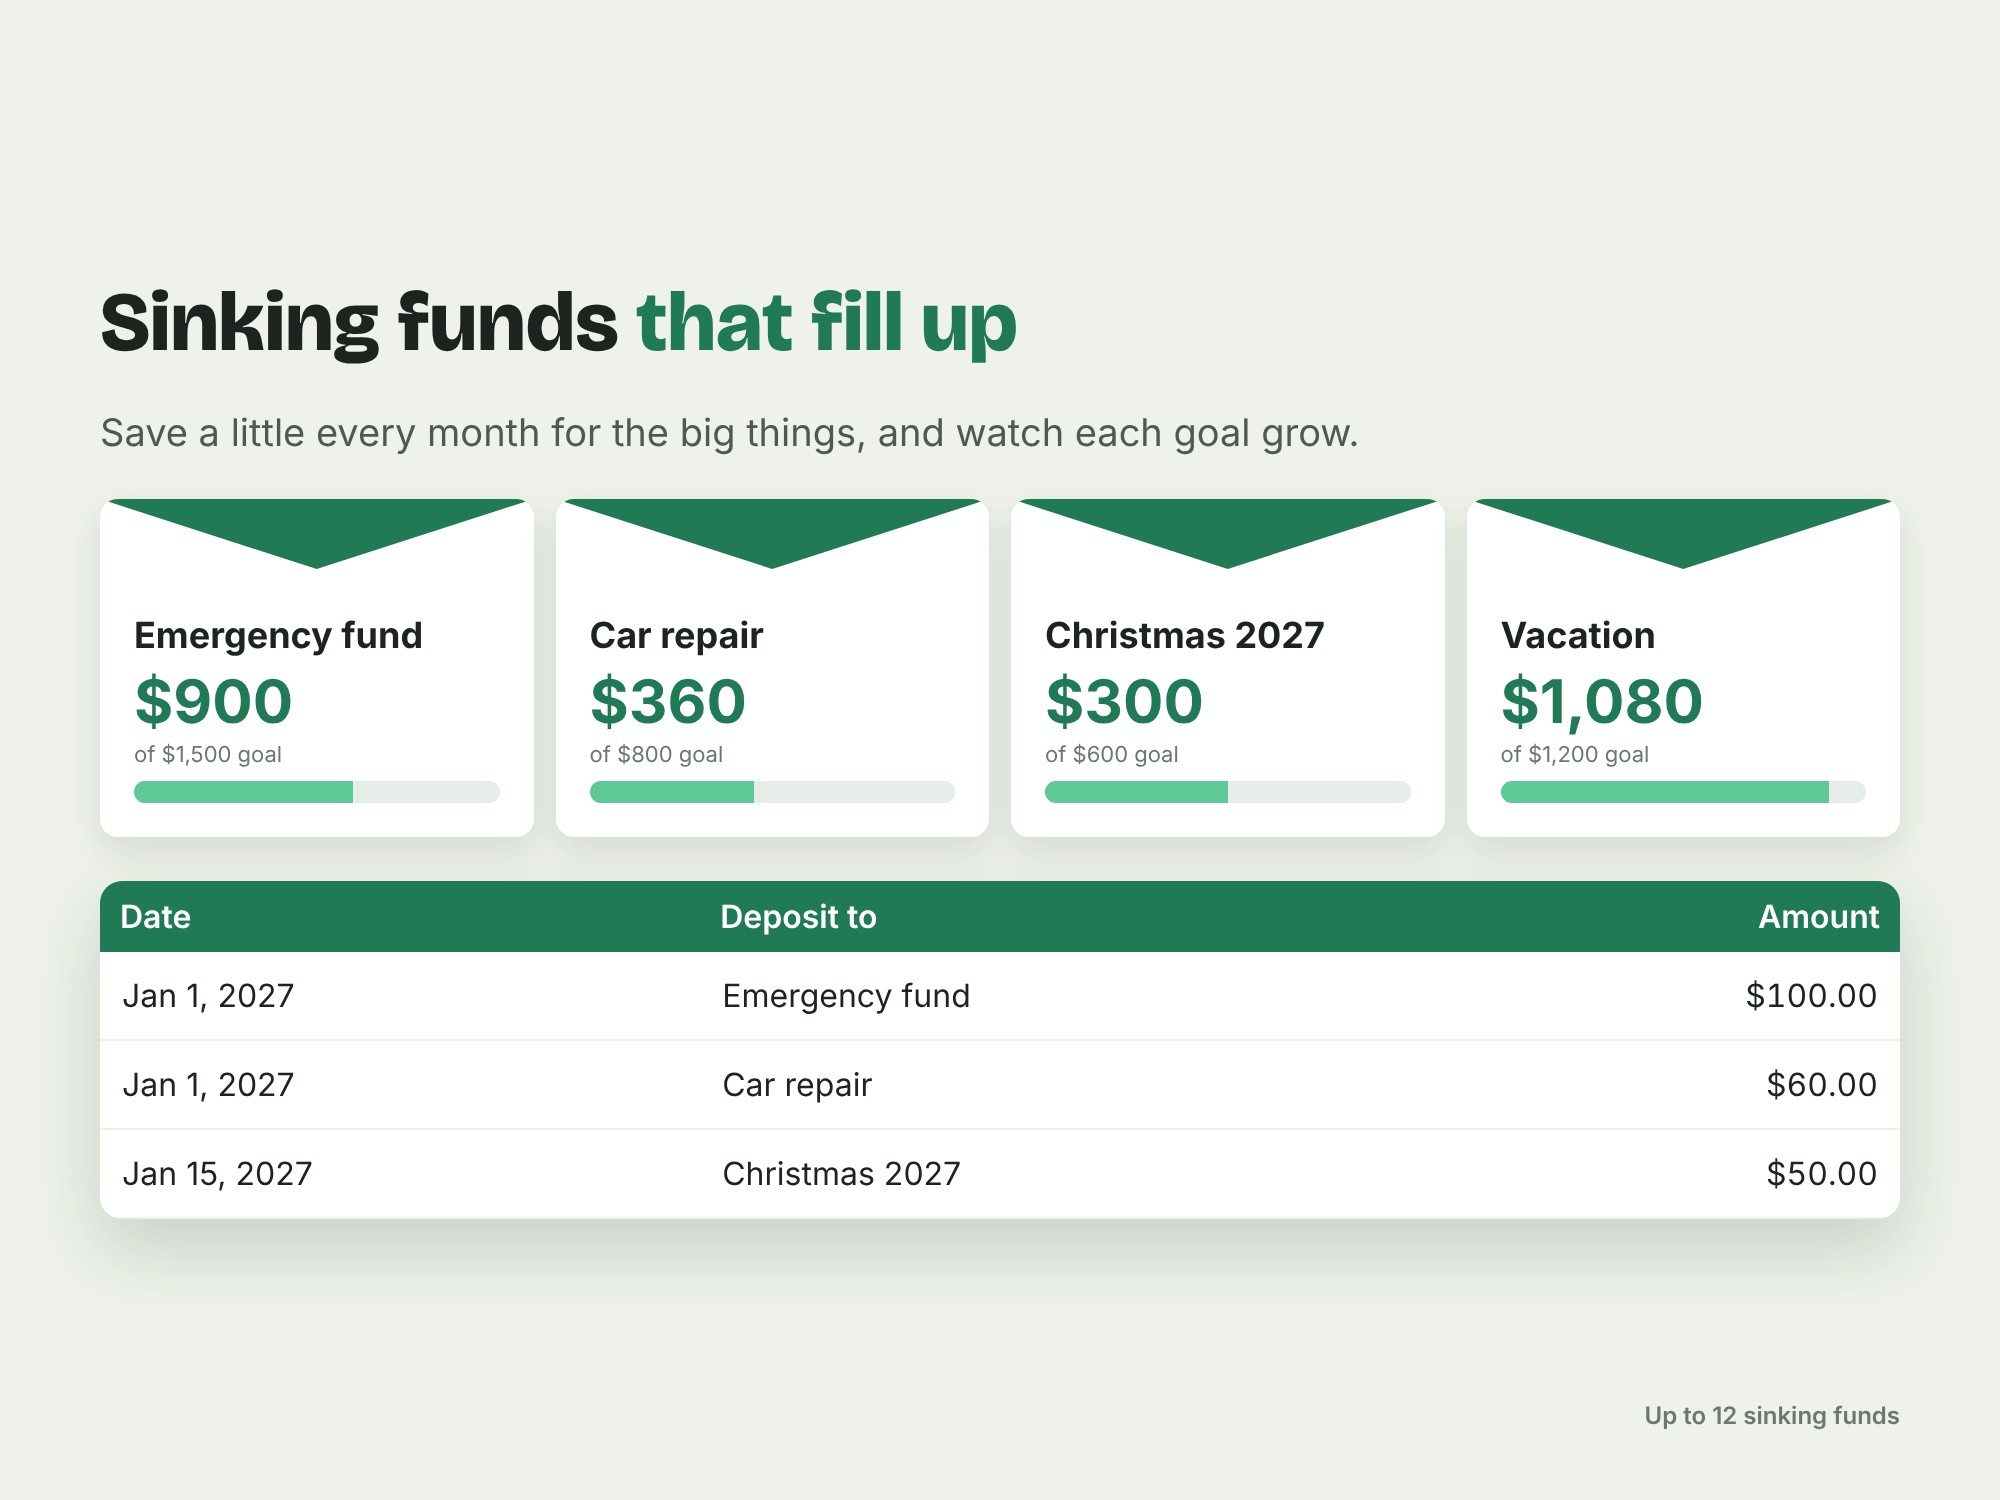 Sinking funds that fill up
Save a little every month for the big things, and watch each goal grow.
Emergency fund
$900
of $1,500 goal
Car repair
$360
of $800 goal
Christmas 2027
$300
of $600 goal
Vacation
$1,080
of $1,200 goal
Date Deposit to Amount
Jan 1, 2027 Emergency fund $100.00
Jan 1, 2027 Car repair $60.00
Jan 15, 2027 Christmas 2027 $50.00
Up to 12 sinking funds